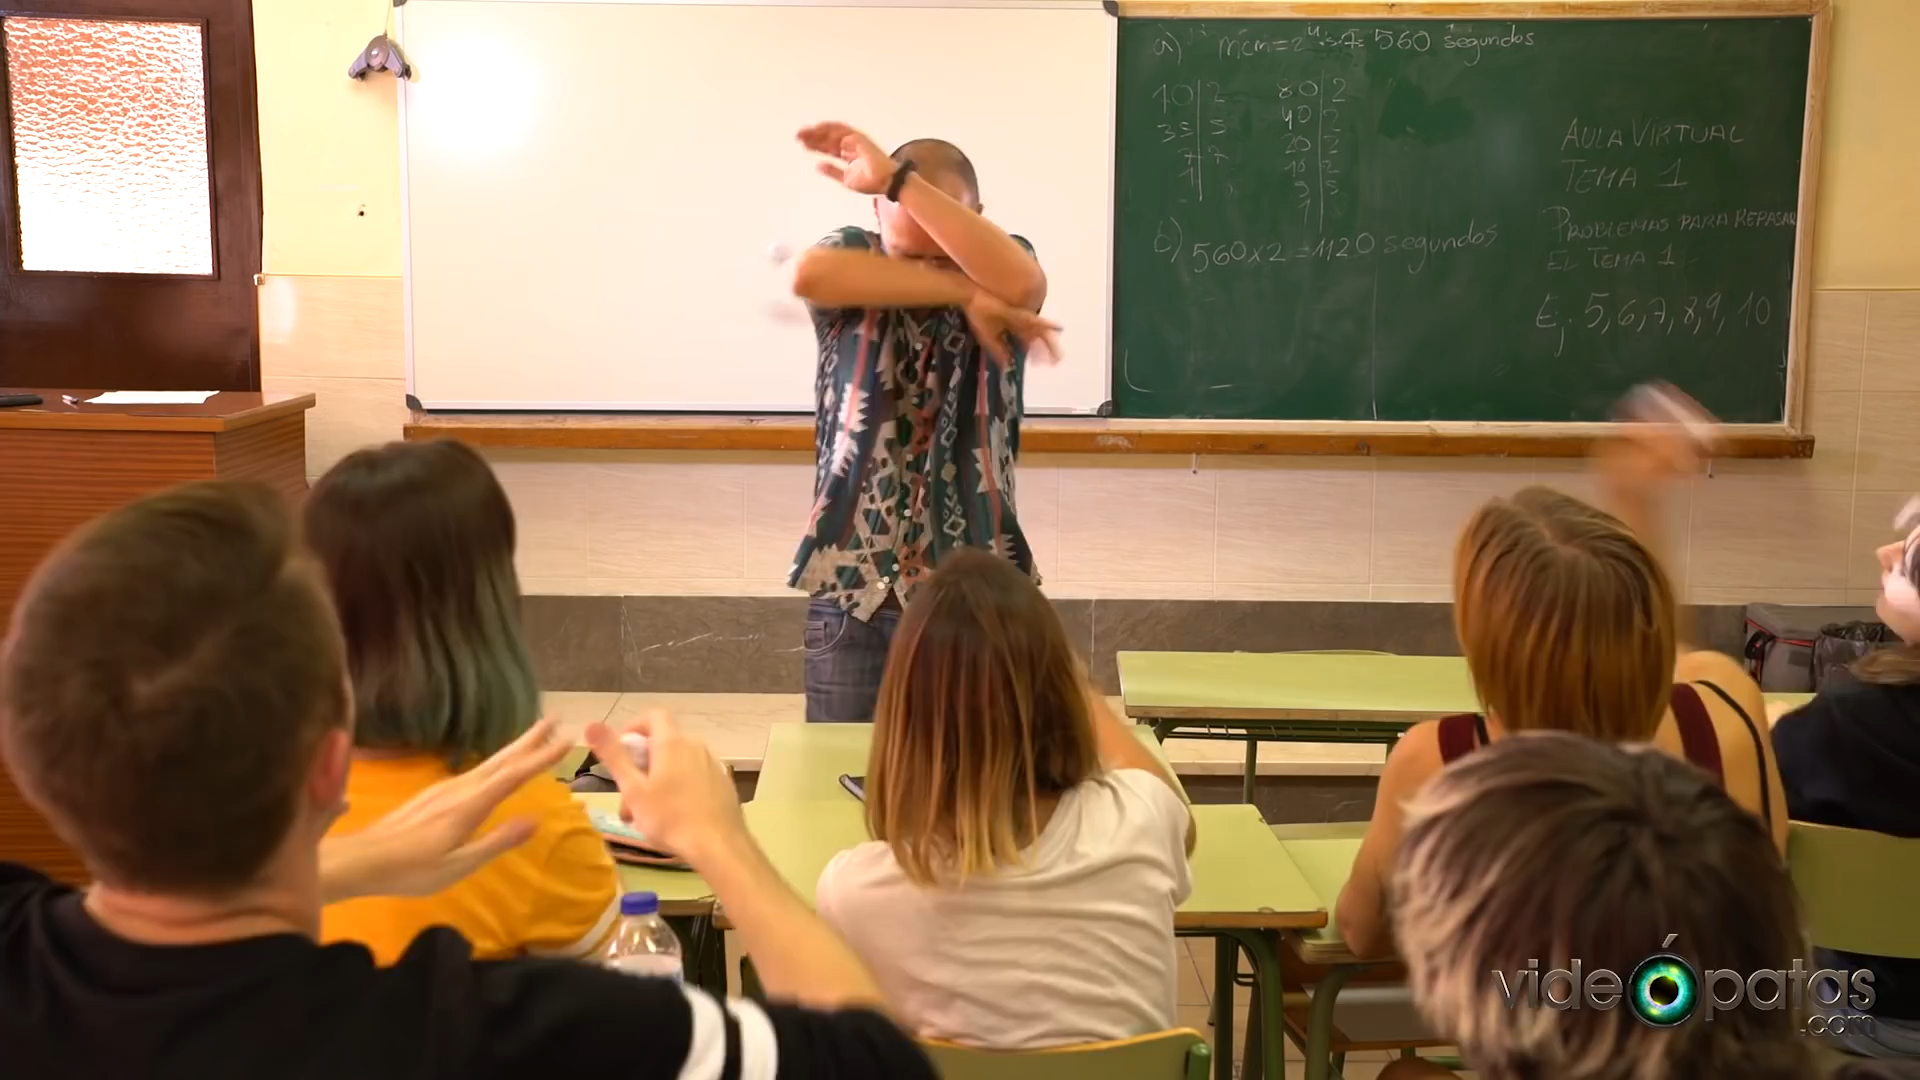 a) mcm=2⁴·5·7= 560 segundos
10|2 80|2
35|5 40|2
7|7 20|2
1| 10|2
5|5
1|
b) 560x2=1120 segundos
AULA VIRTUAL
TEMA 1
PROBLEMAS PARA REPASAR
EL TEMA 1
Ej. 5,6,7,8,9, 10
videÓpatas
.com